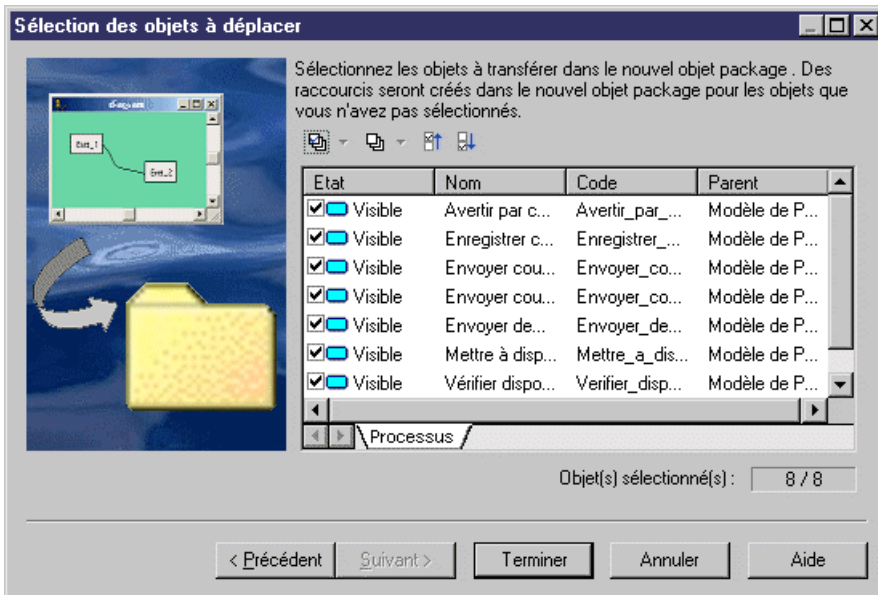 Sélection des objets à déplacer
Sélectionnez les objets à transférer dans le nouvel objet package . Des
raccourcis seront créés dans le nouvel objet package pour les objets que
vous n'avez pas sélectionnés.
Etat Nom Code Parent
Visible Avertir par c... Avertir_par_... Modèle de P...
Visible Enregistrer c... Enregistrer_... Modèle de P...
Visible Envoyer cou... Envoyer_co... Modèle de P...
Visible Envoyer cou... Envoyer_co... Modèle de P...
Visible Envoyer de... Envoyer_de... Modèle de P...
Visible Mettre à disp... Mettre_a_dis... Modèle de P...
Visible Vérifier dispo... Verifier_disp... Modèle de P...
Processus
Objet(s) sélectionné(s) : 8 / 8
< Précédent Suivant > Terminer Annuler Aide